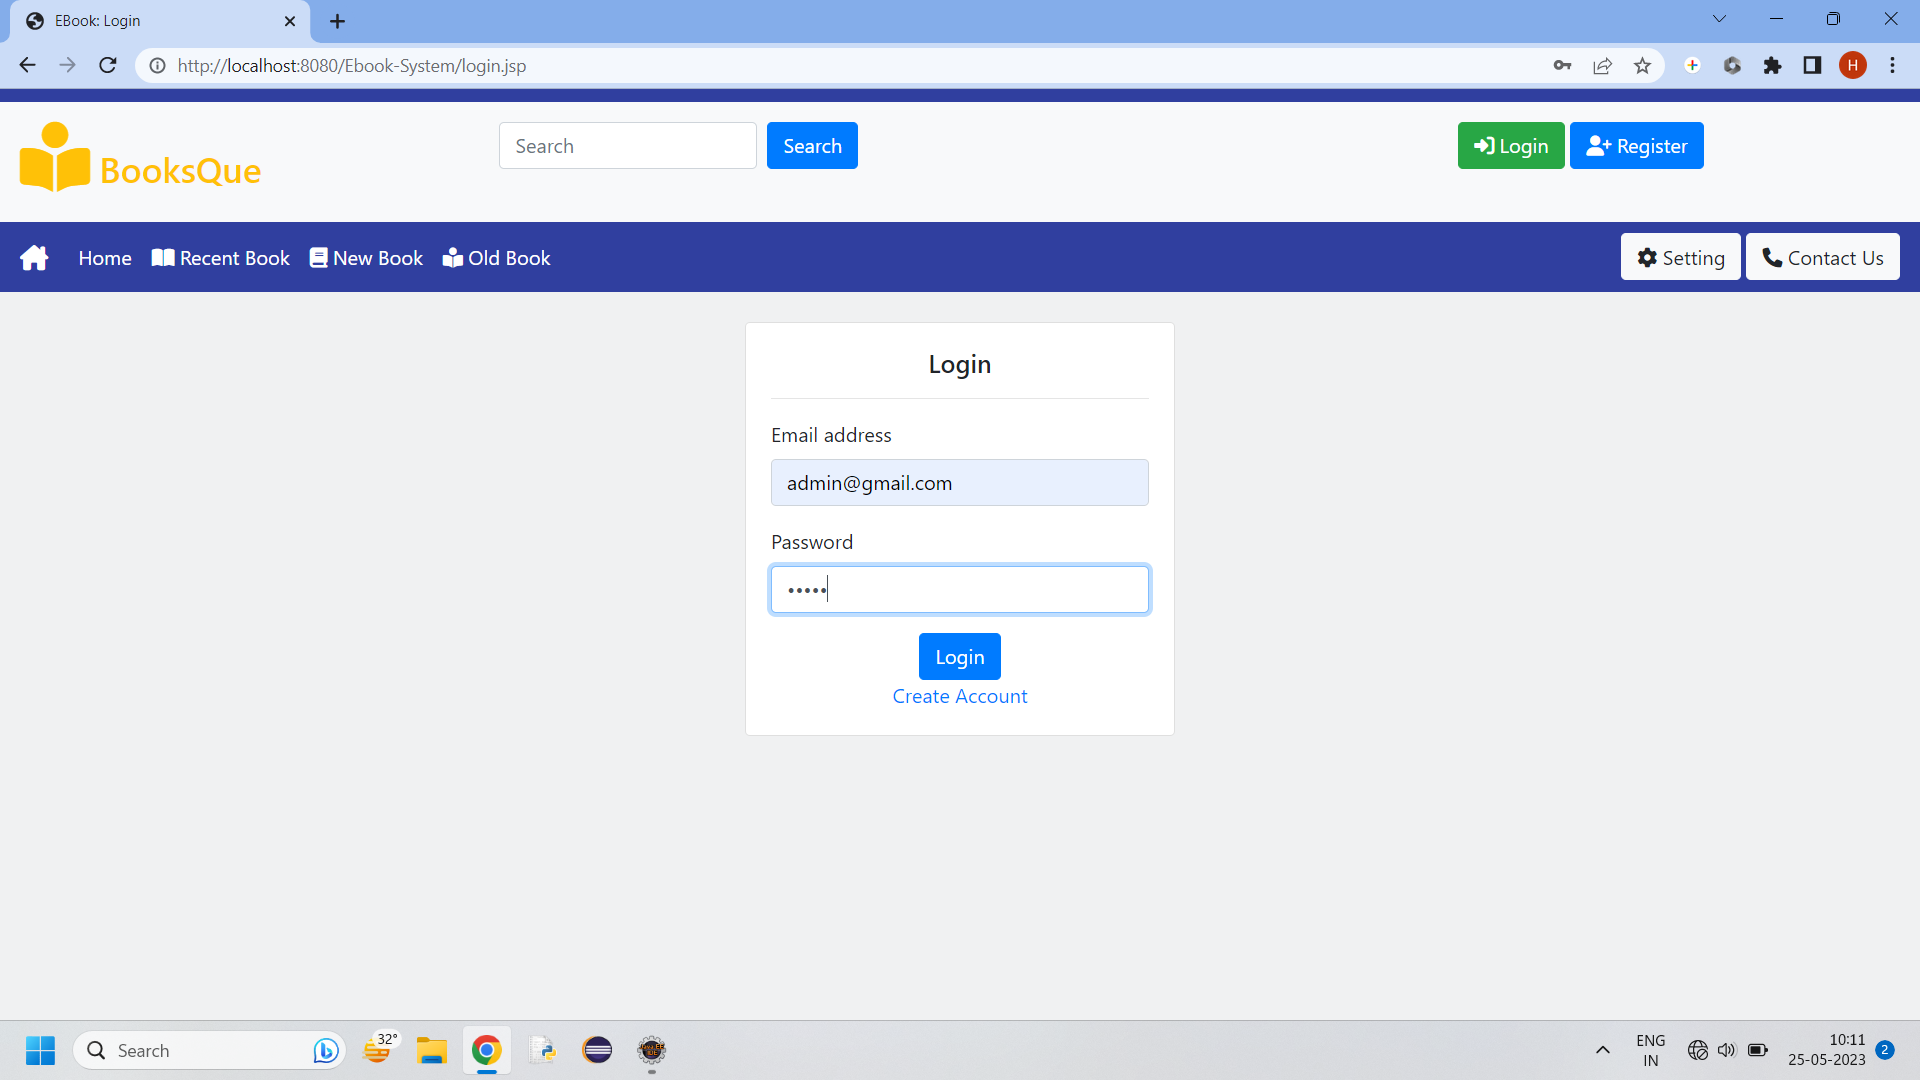 EBook: Login
http://localhost:8080/Ebook-System/login.jsp
H
BooksQue
Search
Search
Login
Register
Home
Recent Book
New Book
Old Book
Setting
Contact Us
Login
Email address
admin@gmail.com
Password
•••••
Login
Create Account
Search
32°
ENG
IN
10:11
25-05-2023
2